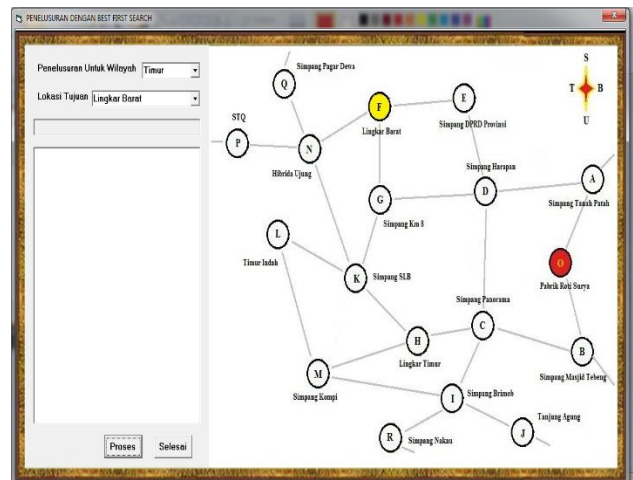 PENELUSURAN DENGAN BEST FIRST SEARCH
Penelusuran Untuk Wilayah Timur
Lokasi Tujuan Lingkar Barat
Proses Selesai
S
T B
U
Simpang Pagar Dewa
Q
F
Lingkar Barat
E
Simpang DPRD Provinsi
STQ
P
N
Hibrida Ujung
Simpang Harapan
D
A
Simpang Tanah Patah
G
Simpang Km 8
L
Timur Indah
K
Simpang SLB
O
Pabrik Roti Surya
Simpang Panorama
C
H
Lingkar Timur
B
Simpang Masjid Tebeng
M
Simpang Kompi
I
Simpang Brimob
Tanjung Agung
J
R
Simpang Nakau